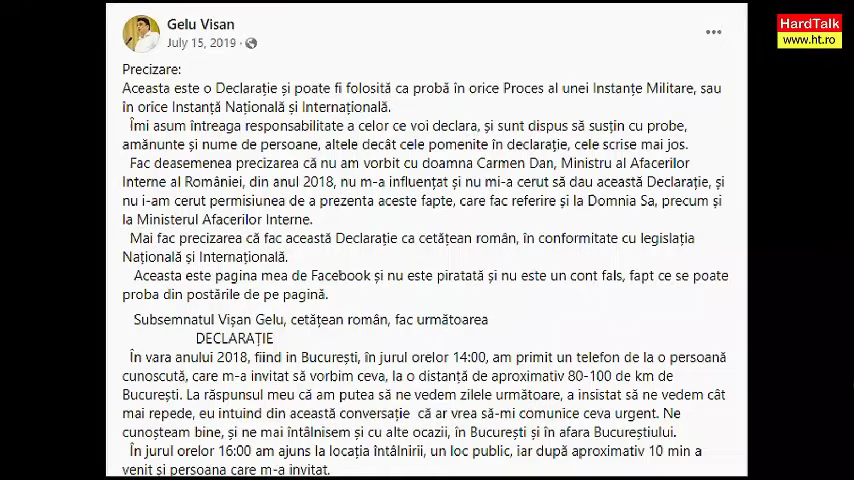 HardTalk
www.ht.ro
Gelu Visan
July 15, 2019 ·
Precizare:
Aceasta este o Declarație și poate fi folosită ca probă în orice Proces al unei Instanțe Militare, sau
în orice Instanță Națională și Internațională.
Îmi asum întreaga responsabilitate a celor ce voi declara, și sunt dispus să susțin cu probe,
amănunte și nume de persoane, altele decât cele pomenite în declarație, cele scrise mai jos.
Fac deasemenea precizarea că nu am vorbit cu doamna Carmen Dan, Ministru al Afacerilor
Interne al României, din anul 2018, nu m-a influențat și nu mi-a cerut să dau această Declarație, și
nu i-am cerut permisiunea de a prezenta aceste fapte, care fac referire și la Domnia Sa, precum și
la Ministerul Afacerilor Interne.
Mai fac precizarea că fac această Declarație ca cetățean român, în conformitate cu legislația
Națională și Internațională.
Aceasta este pagina mea de Facebook și nu este piratată și nu este un cont fals, fapt ce se poate
proba din postările de pe pagină.
Subsemnatul Vișan Gelu, cetățean român, fac următoarea
DECLARAȚIE
În vara anului 2018, fiind in București, în jurul orelor 14:00, am primit un telefon de la o persoană
cunoscută, care m-a invitat să vorbim ceva, la o distanță de aproximativ 80-100 de km de
București. La răspunsul meu că am putea să ne vedem zilele următoare, a insistat să ne vedem cât
mai repede, eu intuind din această conversație că ar vrea să-mi comunice ceva urgent. Ne
cunoșteam bine, și ne mai întâlnisem și cu alte ocazii, în București și în afara Bucureștiului.
În jurul orelor 16:00 am ajuns la locația întâlnirii, un loc public, iar după aproximativ 10 min a
venit și persoana care m-a invitat.